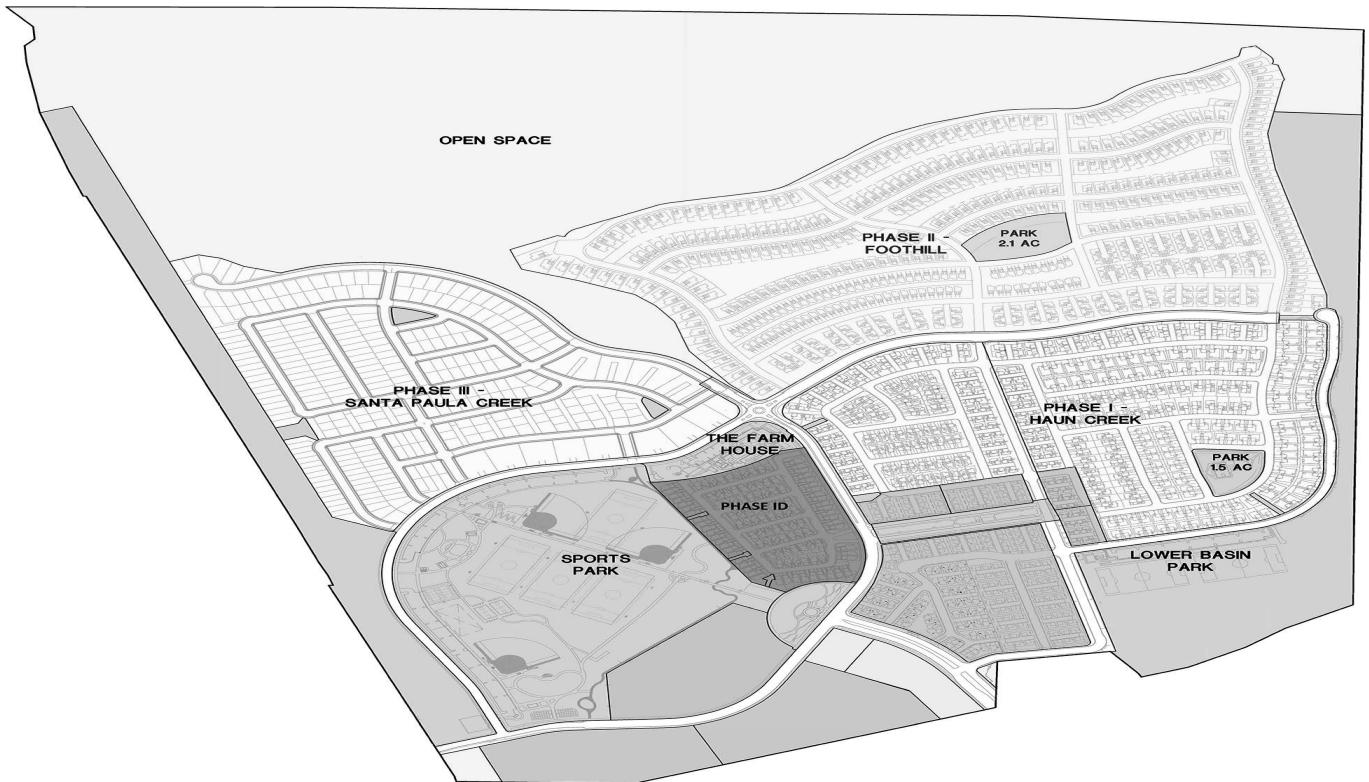 OPEN SPACE
PHASE II -
FOOTHILL
PARK
2.1 AC
PHASE III -
SANTA PAULA CREEK
PHASE I -
HAUN CREEK
THE FARM
HOUSE
PARK
1.5 AC
PHASE ID
SPORTS
PARK
LOWER BASIN
PARK